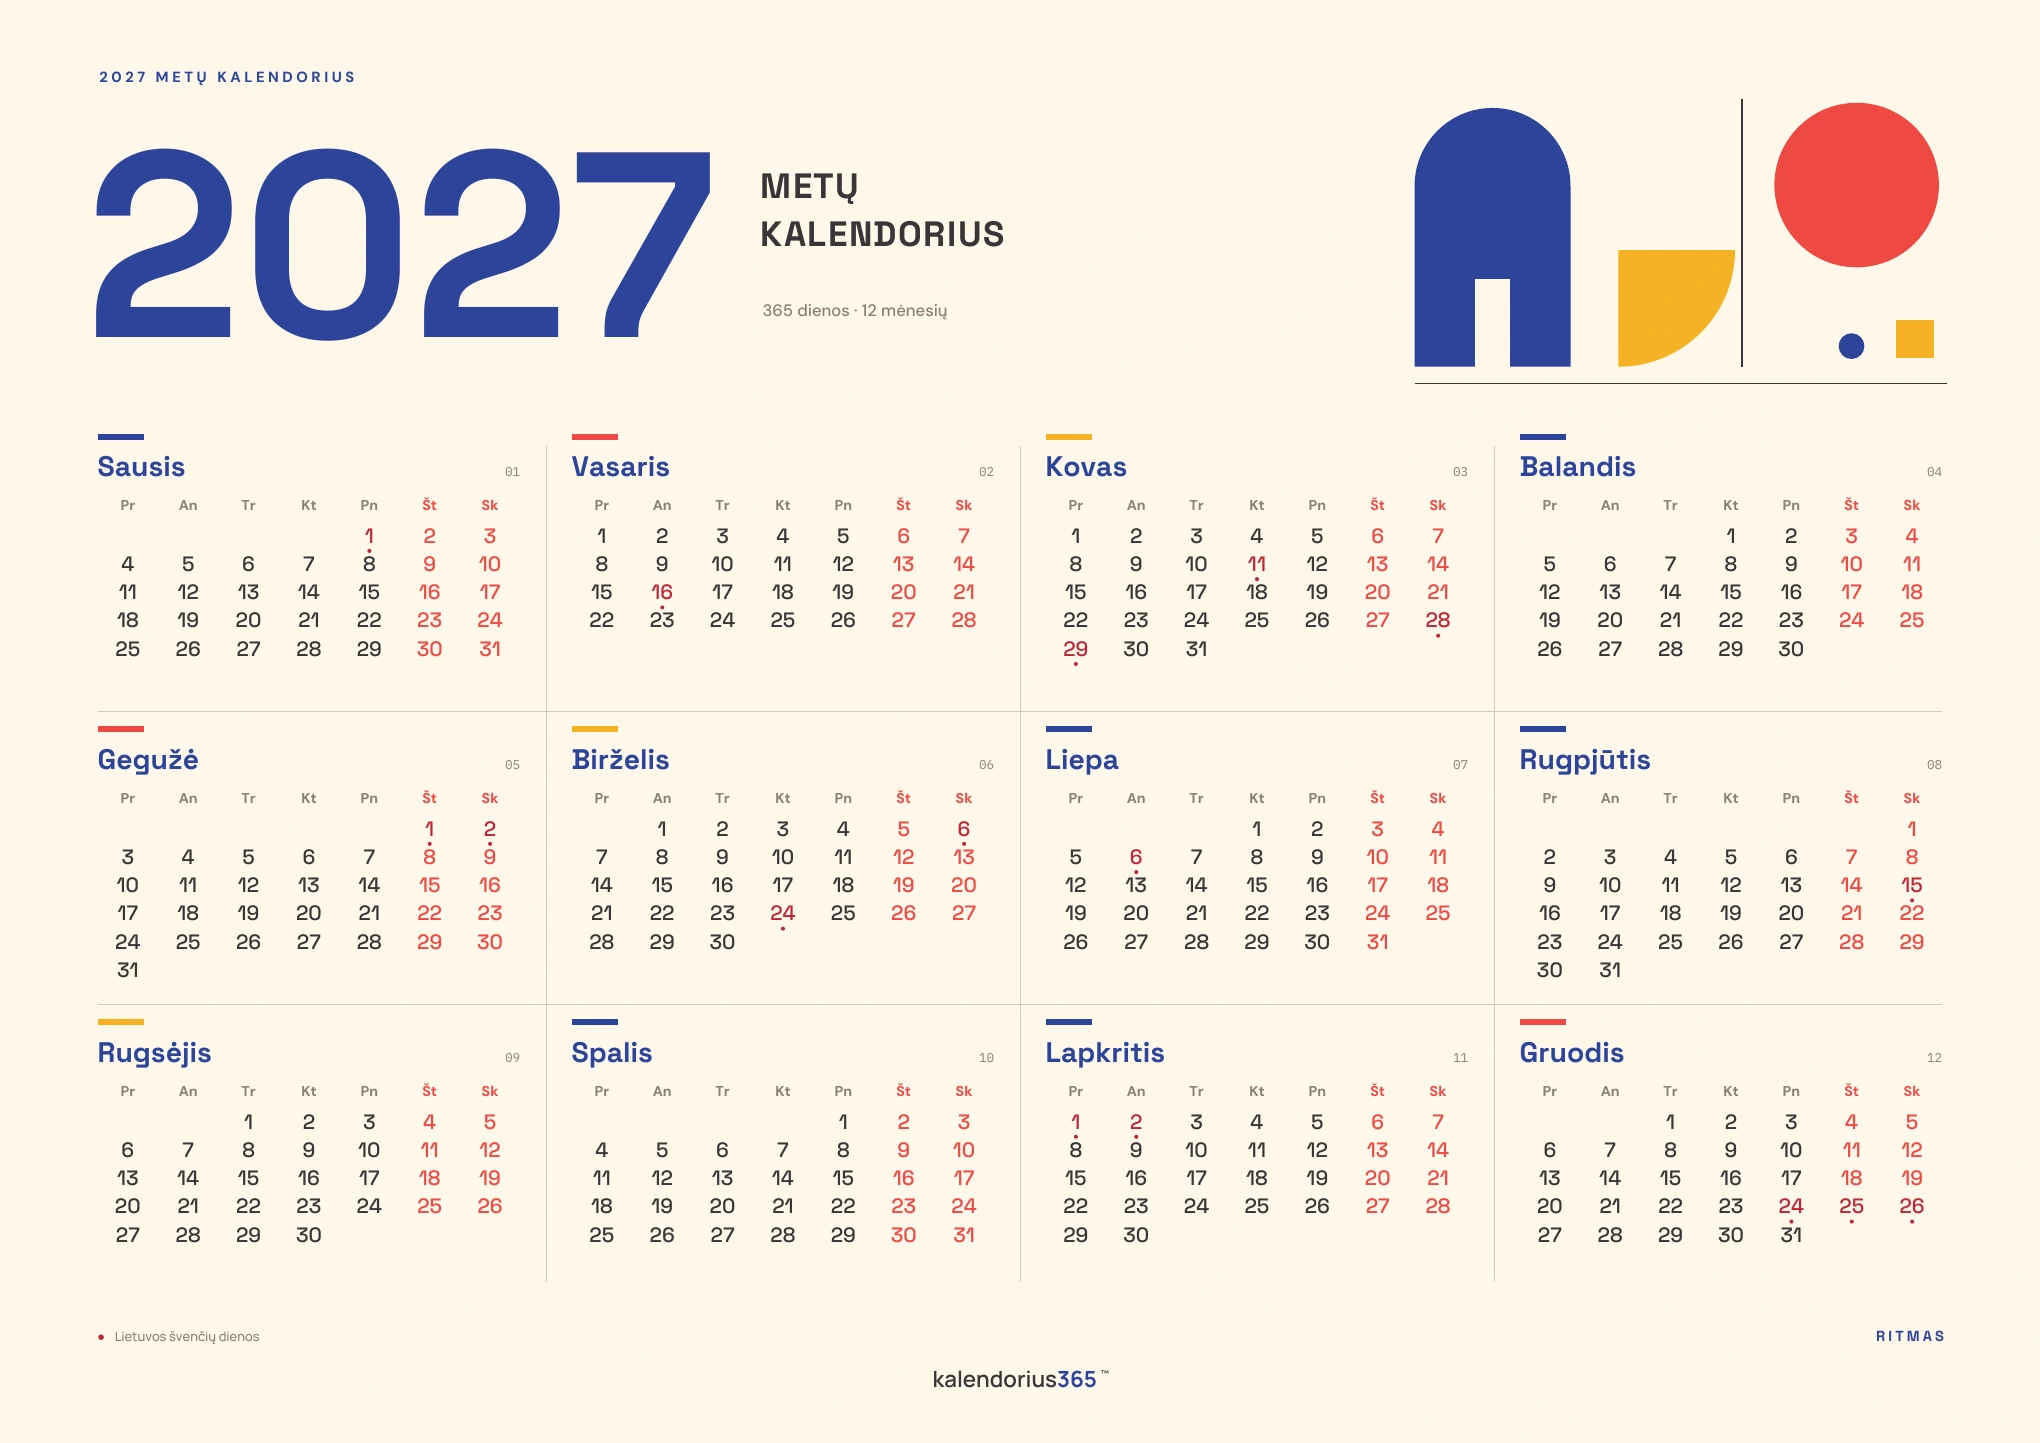 2027 METŲ KALENDORIUS
2027
METŲ
KALENDORIUS
365 dienos · 12 mėnesių
Sausis 01
Pr An Tr Kt Pn Št Sk
1 2 3
4 5 6 7 8 9 10
11 12 13 14 15 16 17
18 19 20 21 22 23 24
25 26 27 28 29 30 31
Vasaris 02
Pr An Tr Kt Pn Št Sk
1 2 3 4 5 6 7
8 9 10 11 12 13 14
15 16 17 18 19 20 21
22 23 24 25 26 27 28
Kovas 03
Pr An Tr Kt Pn Št Sk
1 2 3 4 5 6 7
8 9 10 11 12 13 14
15 16 17 18 19 20 21
22 23 24 25 26 27 28
29 30 31
Balandis 04
Pr An Tr Kt Pn Št Sk
1 2 3 4
5 6 7 8 9 10 11
12 13 14 15 16 17 18
19 20 21 22 23 24 25
26 27 28 29 30
Gegužė 05
Pr An Tr Kt Pn Št Sk
1 2
3 4 5 6 7 8 9
10 11 12 13 14 15 16
17 18 19 20 21 22 23
24 25 26 27 28 29 30
31
Birželis 06
Pr An Tr Kt Pn Št Sk
1 2 3 4 5 6
7 8 9 10 11 12 13
14 15 16 17 18 19 20
21 22 23 24 25 26 27
28 29 30
Liepa 07
Pr An Tr Kt Pn Št Sk
1 2 3 4
5 6 7 8 9 10 11
12 13 14 15 16 17 18
19 20 21 22 23 24 25
26 27 28 29 30 31
Rugpjūtis 08
Pr An Tr Kt Pn Št Sk
1
2 3 4 5 6 7 8
9 10 11 12 13 14 15
16 17 18 19 20 21 22
23 24 25 26 27 28 29
30 31
Rugsėjis 09
Pr An Tr Kt Pn Št Sk
1 2 3 4 5
6 7 8 9 10 11 12
13 14 15 16 17 18 19
20 21 22 23 24 25 26
27 28 29 30
Spalis 10
Pr An Tr Kt Pn Št Sk
1 2 3
4 5 6 7 8 9 10
11 12 13 14 15 16 17
18 19 20 21 22 23 24
25 26 27 28 29 30 31
Lapkritis 11
Pr An Tr Kt Pn Št Sk
1 2 3 4 5 6 7
8 9 10 11 12 13 14
15 16 17 18 19 20 21
22 23 24 25 26 27 28
29 30
Gruodis 12
Pr An Tr Kt Pn Št Sk
1 2 3 4 5
6 7 8 9 10 11 12
13 14 15 16 17 18 19
20 21 22 23 24 25 26
27 28 29 30 31
Lietuvos švenčių dienos
RITMAS
kalendorius365™